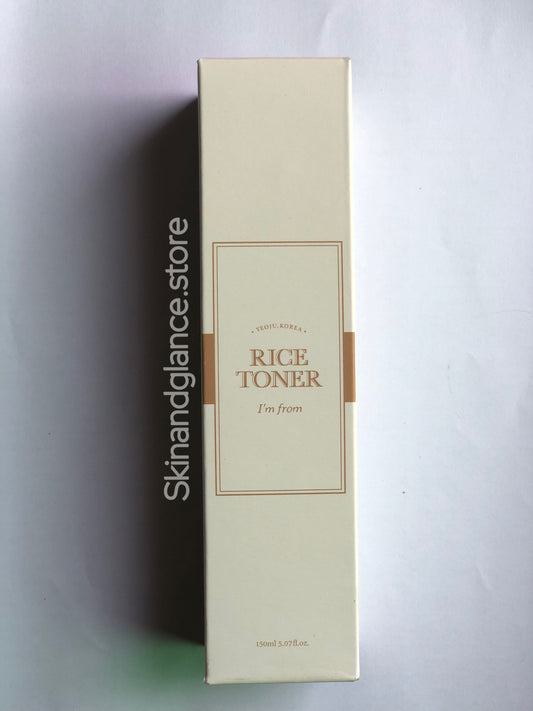 Skinandglance.store
• YEOJU.KOREA •
RICE
TONER
I'm from
150ml 5.07fl.oz.